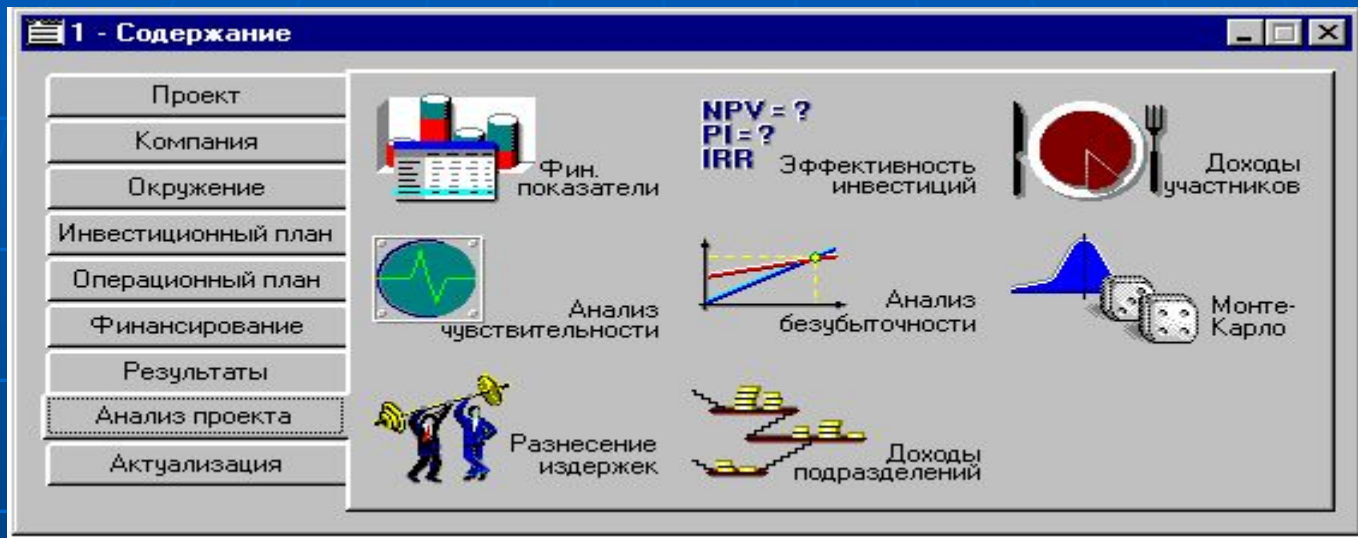 1 - Содержание
Проект
Компания
Окружение
Инвестиционный план
Операционный план
Финансирование
Результаты
Анализ проекта
Актуализация
Фин.
показатели
NPV = ?
PI = ?
IRR
Эффективность
инвестиций
Доходы
участников
Анализ
чувствительности
Анализ
безубыточности
Монте-
Карло
Разнесение
издержек
Доходы
подразделений